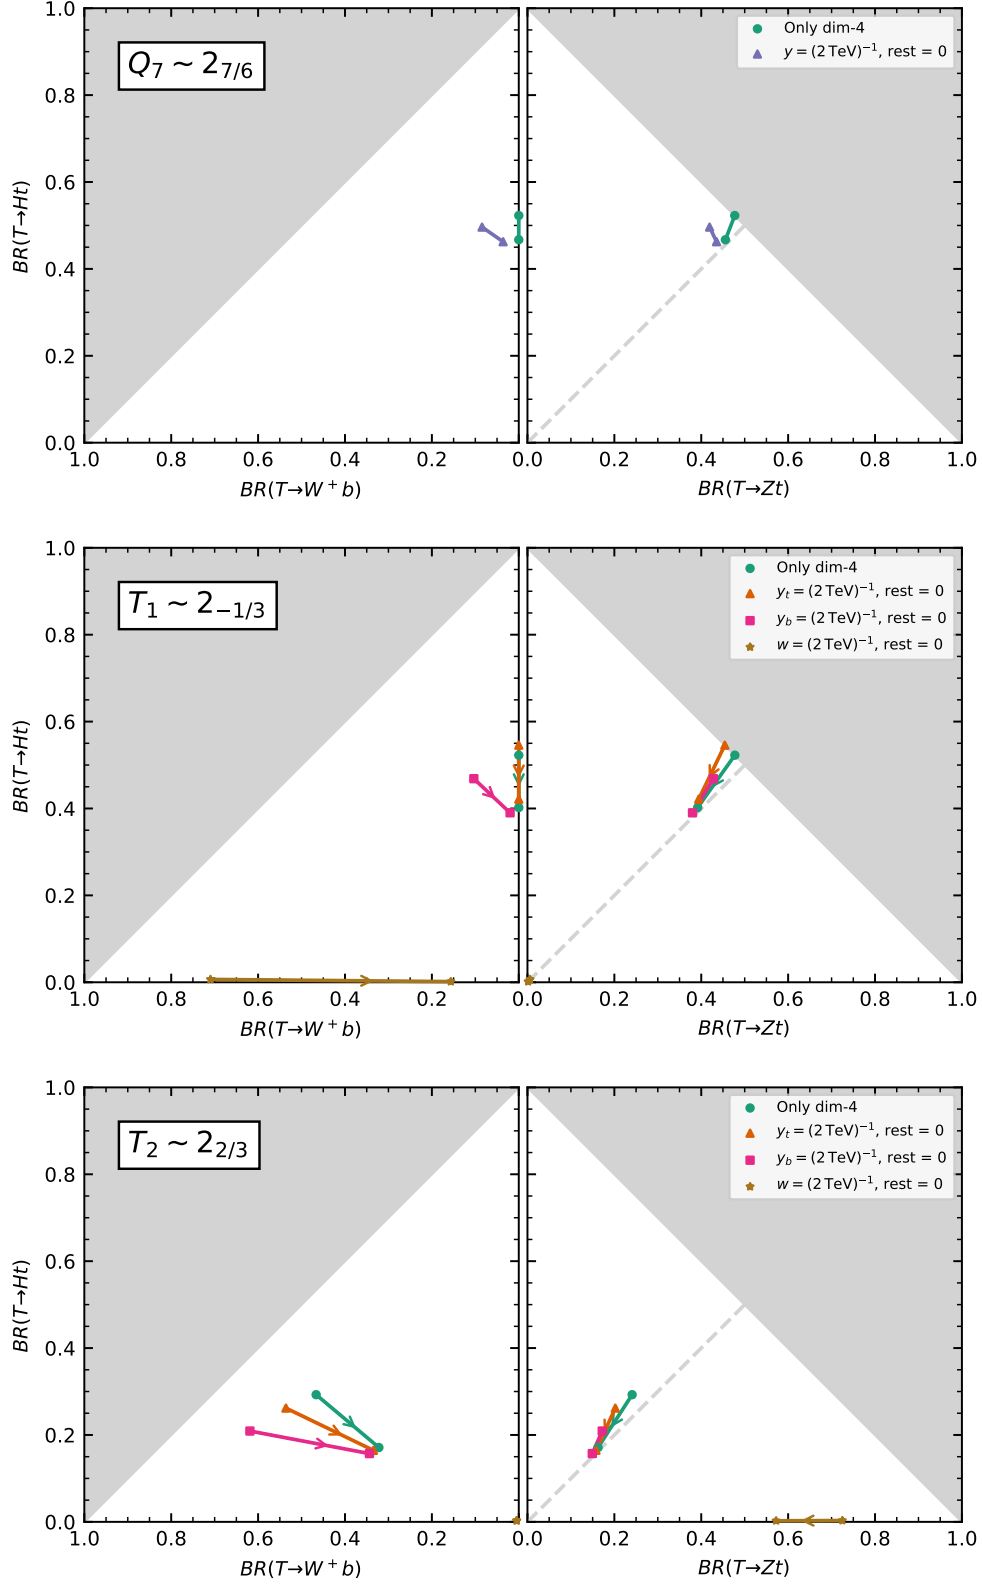 Q₇ ∼ 2₇/₆
Only dim-4
y = (2 TeV)⁻¹, rest = 0
BR(T→Ht)
1.0
0.8
0.6
0.4
0.2
0.0
1.0 0.8 0.6 0.4 0.2 0.0 0.2 0.4 0.6 0.8 1.0
BR(T→W⁺b)
BR(T→Zt)
T₁ ∼ 2₋₁/₃
Only dim-4
yₜ = (2 TeV)⁻¹, rest = 0
y_b = (2 TeV)⁻¹, rest = 0
w = (2 TeV)⁻¹, rest = 0
BR(T→Ht)
1.0
0.8
0.6
0.4
0.2
0.0
1.0 0.8 0.6 0.4 0.2 0.0 0.2 0.4 0.6 0.8 1.0
BR(T→W⁺b)
BR(T→Zt)
T₂ ∼ 2₂/₃
Only dim-4
yₜ = (2 TeV)⁻¹, rest = 0
y_b = (2 TeV)⁻¹, rest = 0
w = (2 TeV)⁻¹, rest = 0
BR(T→Ht)
1.0
0.8
0.6
0.4
0.2
0.0
1.0 0.8 0.6 0.4 0.2 0.0 0.2 0.4 0.6 0.8 1.0
BR(T→W⁺b)
BR(T→Zt)